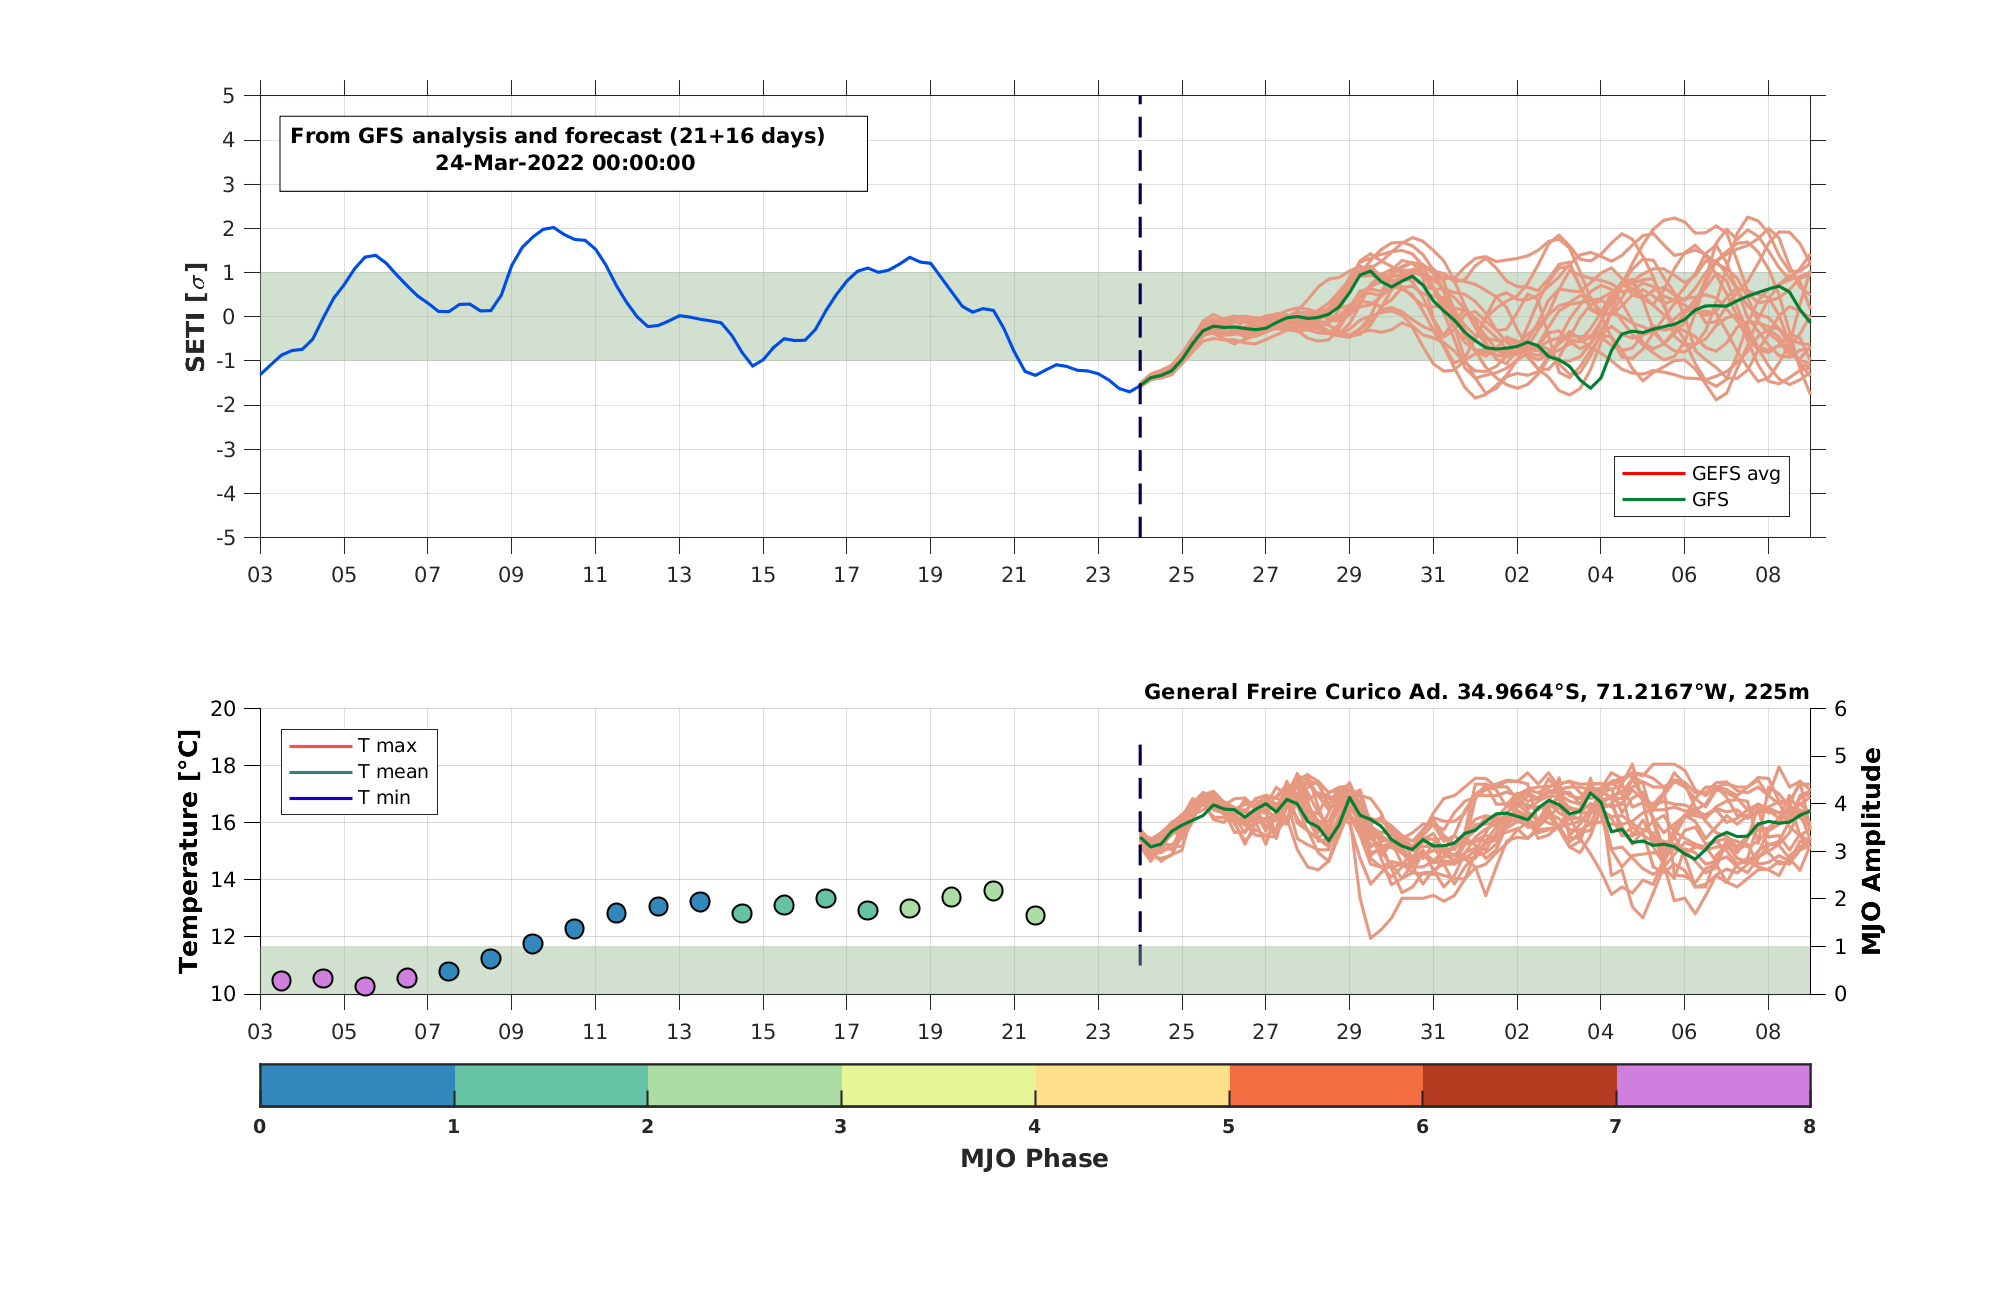 5
4
3
2
1
0
-1
-2
-3
-4
-5
SETI [σ]
From GFS analysis and forecast (21+16 days)
24-Mar-2022 00:00:00
GEFS avg
GFS
03 05 07 09 11 13 15 17 19 21 23 25 27 29 31 02 04 06 08
General Freire Curico Ad. 34.9664°S, 71.2167°W, 225m
20
18
16
14
12
10
Temperature [°C]
T max
T mean
T min
6
5
4
3
2
1
0
MJO Amplitude
03 05 07 09 11 13 15 17 19 21 23 25 27 29 31 02 04 06 08
0 1 2 3 4 5 6 7 8
MJO Phase